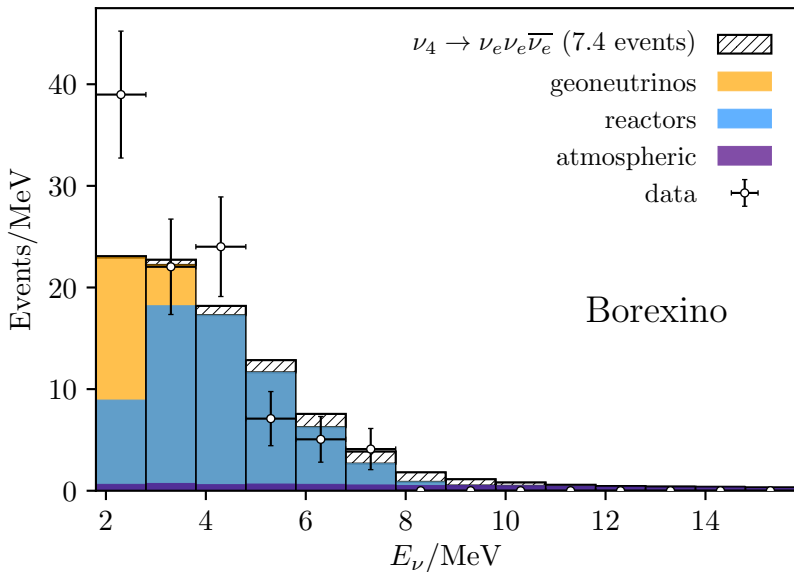 ν₄ → νₑνₑν̅ₑ (7.4 events)
geoneutrinos
reactors
atmospheric
data
Borexino
Events/MeV
40
30
20
10
0
2 4 6 8 10 12 14
E_ν/MeV